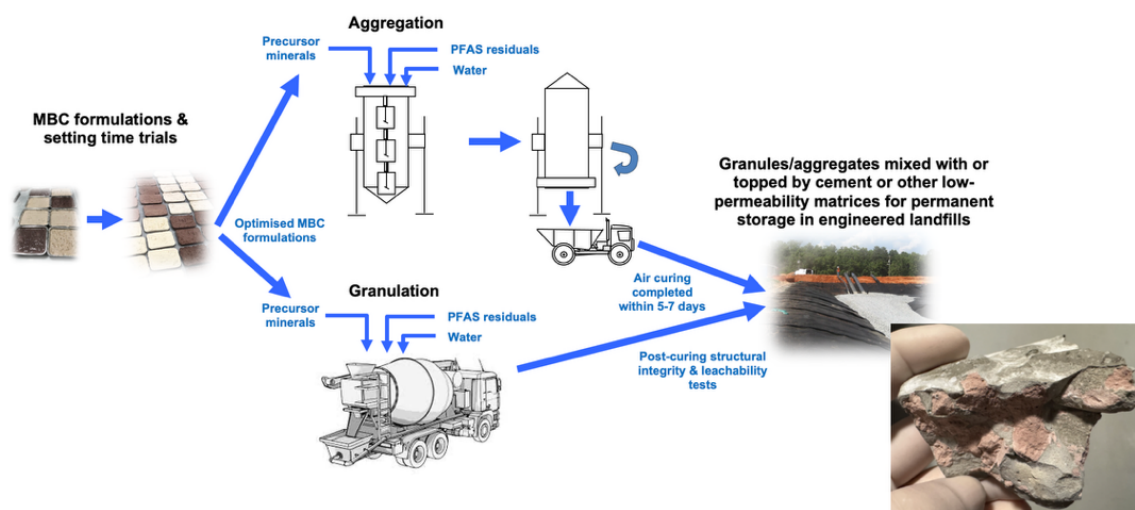 MBC formulations &
setting time trials
Optimised MBC
formulations
Aggregation
Precursor
minerals
PFAS residuals
Water
Granulation
Precursor
minerals
PFAS residuals
Water
Air curing
completed
within 5-7 days
Post-curing structural
integrity & leachability
tests
Granules/aggregates mixed with or
topped by cement or other low-
permeability matrices for permanent
storage in engineered landfills